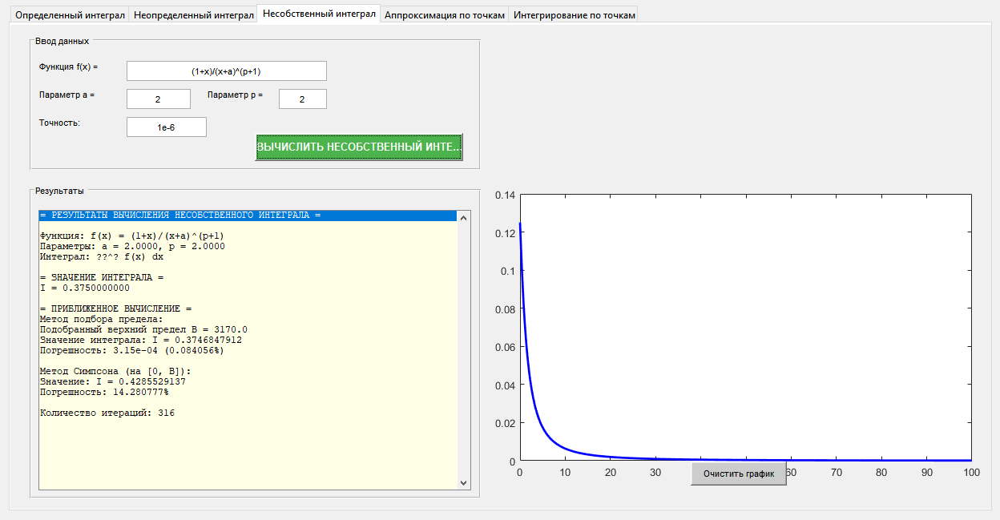 Определенный интеграл Неопределенный интеграл Несобственный интеграл Аппроксимация по точкам Интегрирование по точкам
Ввод данных
Функция f(x) = (1+x)/(x+a)^(p+1)
Параметр a = 2 Параметр p = 2
Точность: 1e-6
ВЫЧИСЛИТЬ НЕСОБСТВЕННЫЙ ИНТЕ...
Результаты
= РЕЗУЛЬТАТЫ ВЫЧИСЛЕНИЯ НЕСОБСТВЕННОГО ИНТЕГРАЛА =
Функция: f(x) = (1+x)/(x+a)^(p+1)
Параметры: a = 2.0000, p = 2.0000
Интеграл: ??^? f(x) dx
= ЗНАЧЕНИЕ ИНТЕГРАЛА =
I = 0.3750000000
= ПРИБЛИЖЕННОЕ ВЫЧИСЛЕНИЕ =
Метод подбора предела:
Подобранный верхний предел B = 3170.0
Значение интеграла: I = 0.3746847912
Погрешность: 3.15e-04 (0.084056%)
Метод Симпсона (на [0, B]):
Значение: I = 0.4285529137
Погрешность: 14.280777%
Количество итераций: 316
0.14
0.12
0.1
0.08
0.06
0.04
0.02
0
0 10 20 30 60 70 80 90 100
Очистить график